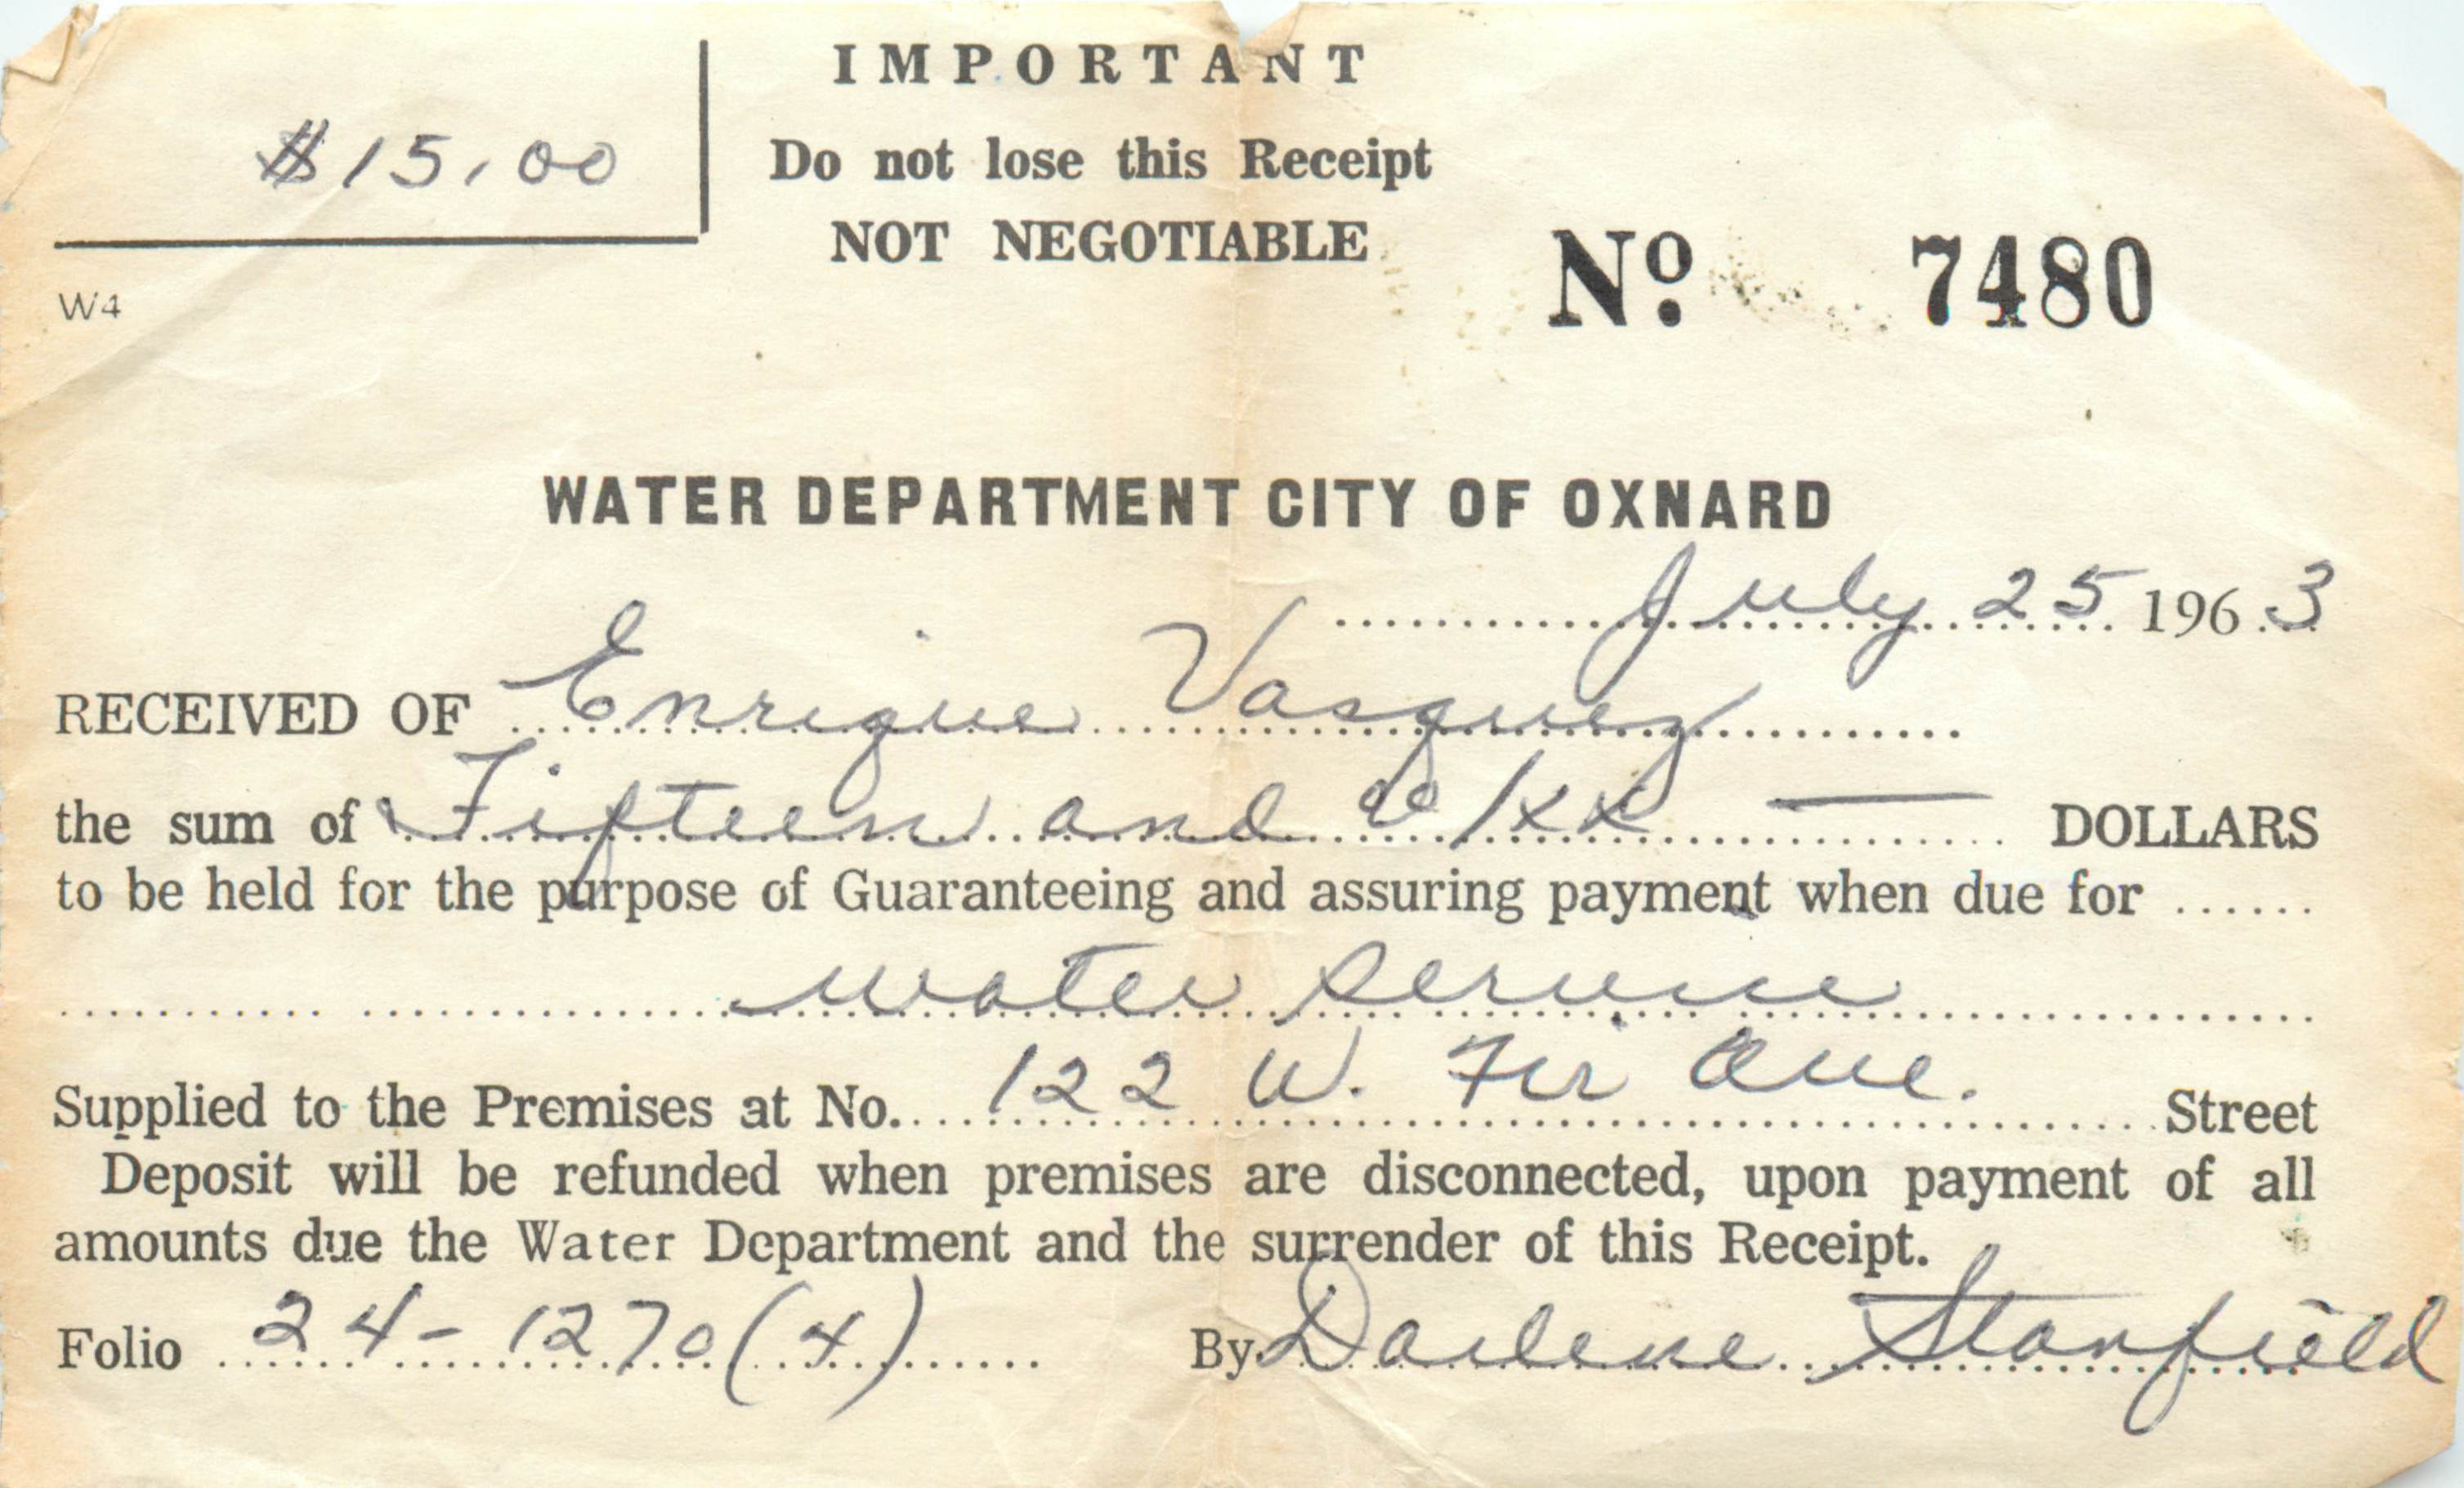 IMPORTANT
$15.00
Do not lose this Receipt
NOT NEGOTIABLE
No. 7480
W4
WATER DEPARTMENT CITY OF OXNARD
July 25 1963
RECEIVED OF Enrique Vasquez
the sum of Fifteen and oo/xx DOLLARS
to be held for the purpose of Guaranteeing and assuring payment when due for
water service
Supplied to the Premises at No. 122 W. Fir Ave. Street
Deposit will be refunded when premises are disconnected, upon payment of all
amounts due the Water Department and the surrender of this Receipt.
Folio 24-1270(4) By Darlene Stanfield